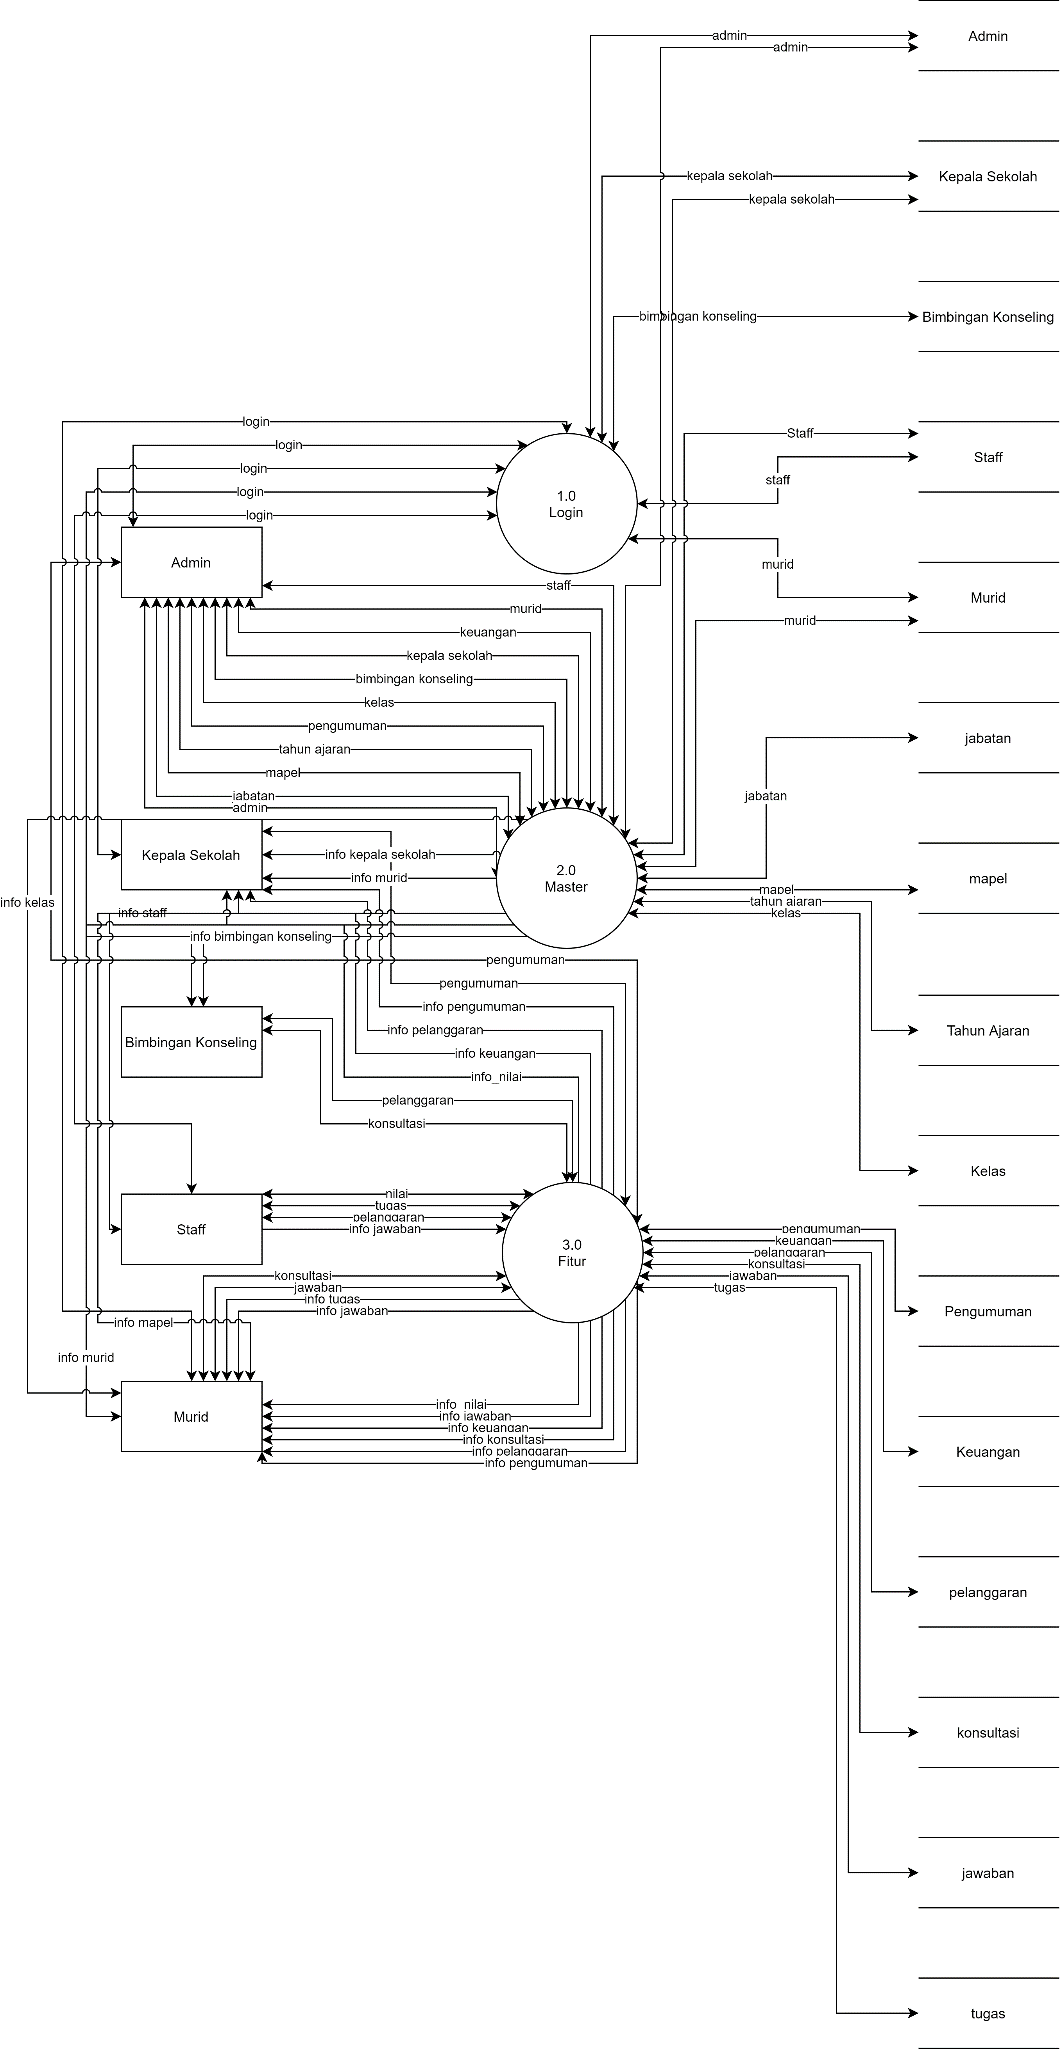 admin
Admin
admin
kepala sekolah
Kepala Sekolah
kepala sekolah
bimbingan konseling
Bimbingan Konseling
login
Staff
login
Staff
login
staff
login
1.0
Login
login
Admin
murid
staff
Murid
murid
murid
keuangan
kepala sekolah
bimbingan konseling
kelas
pengumuman
jabatan
tahun ajaran
mapel
jabatan
jabatan
admin
Kepala Sekolah
info kepala sekolah
2.0
Master
info murid
mapel
mapel
tahun ajaran
info kelas
info staff
kelas
info bimbingan konseling
pengumuman
pengumuman
info pengumuman
info pelanggaran
Tahun Ajaran
Bimbingan Konseling
info keuangan
info_nilai
pelanggaran
konsultasi
Kelas
nilai
tugas
pelanggaran
info jawaban
Staff
3.0
Fitur
pengumuman
keuangan
pelanggaran
konsultasi
jawaban
tugas
konsultasi
jawaban
info tugas
info jawaban
Pengumuman
info mapel
info murid
Murid
info_nilai
info jawaban
info keuangan
info konsultasi
info pelanggaran
info pengumuman
Keuangan
pelanggaran
konsultasi
jawaban
tugas